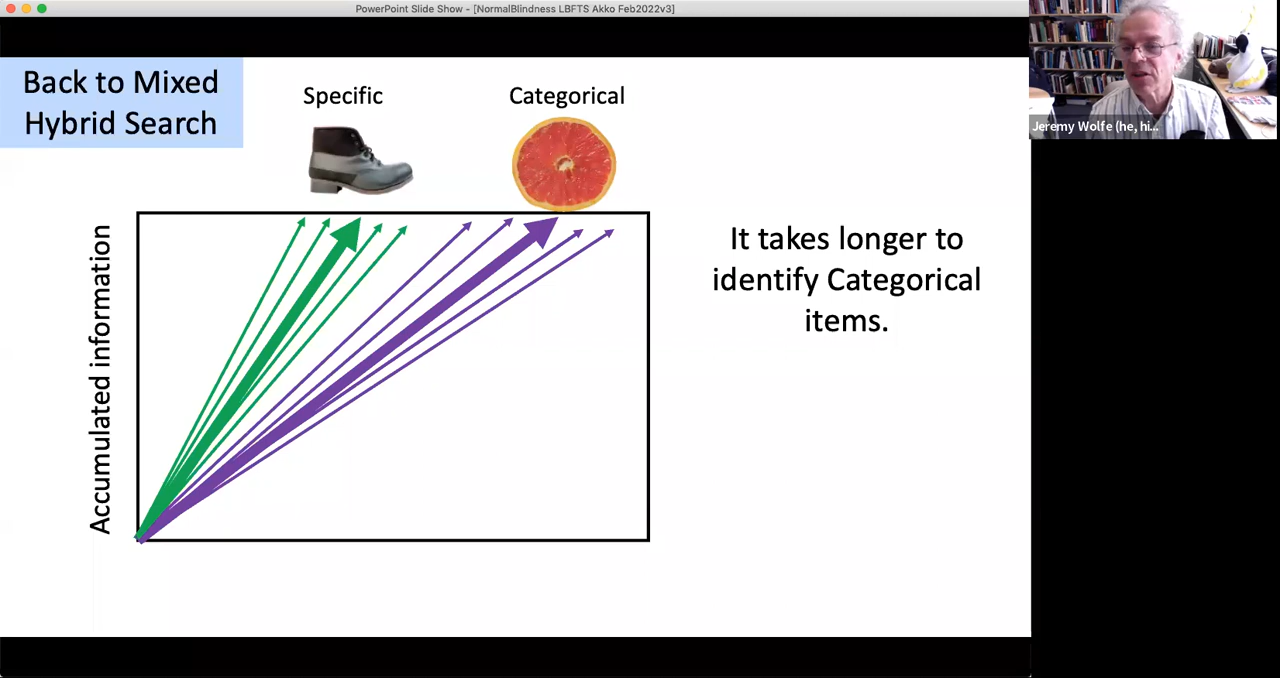 PowerPoint Slide Show - [NormalBlindness LBFTS Akko Feb2022v3]
Back to Mixed
Hybrid Search
Specific
Categorical
Accumulated information
It takes longer to
identify Categorical
items.
Jeremy Wolfe (he, hi...